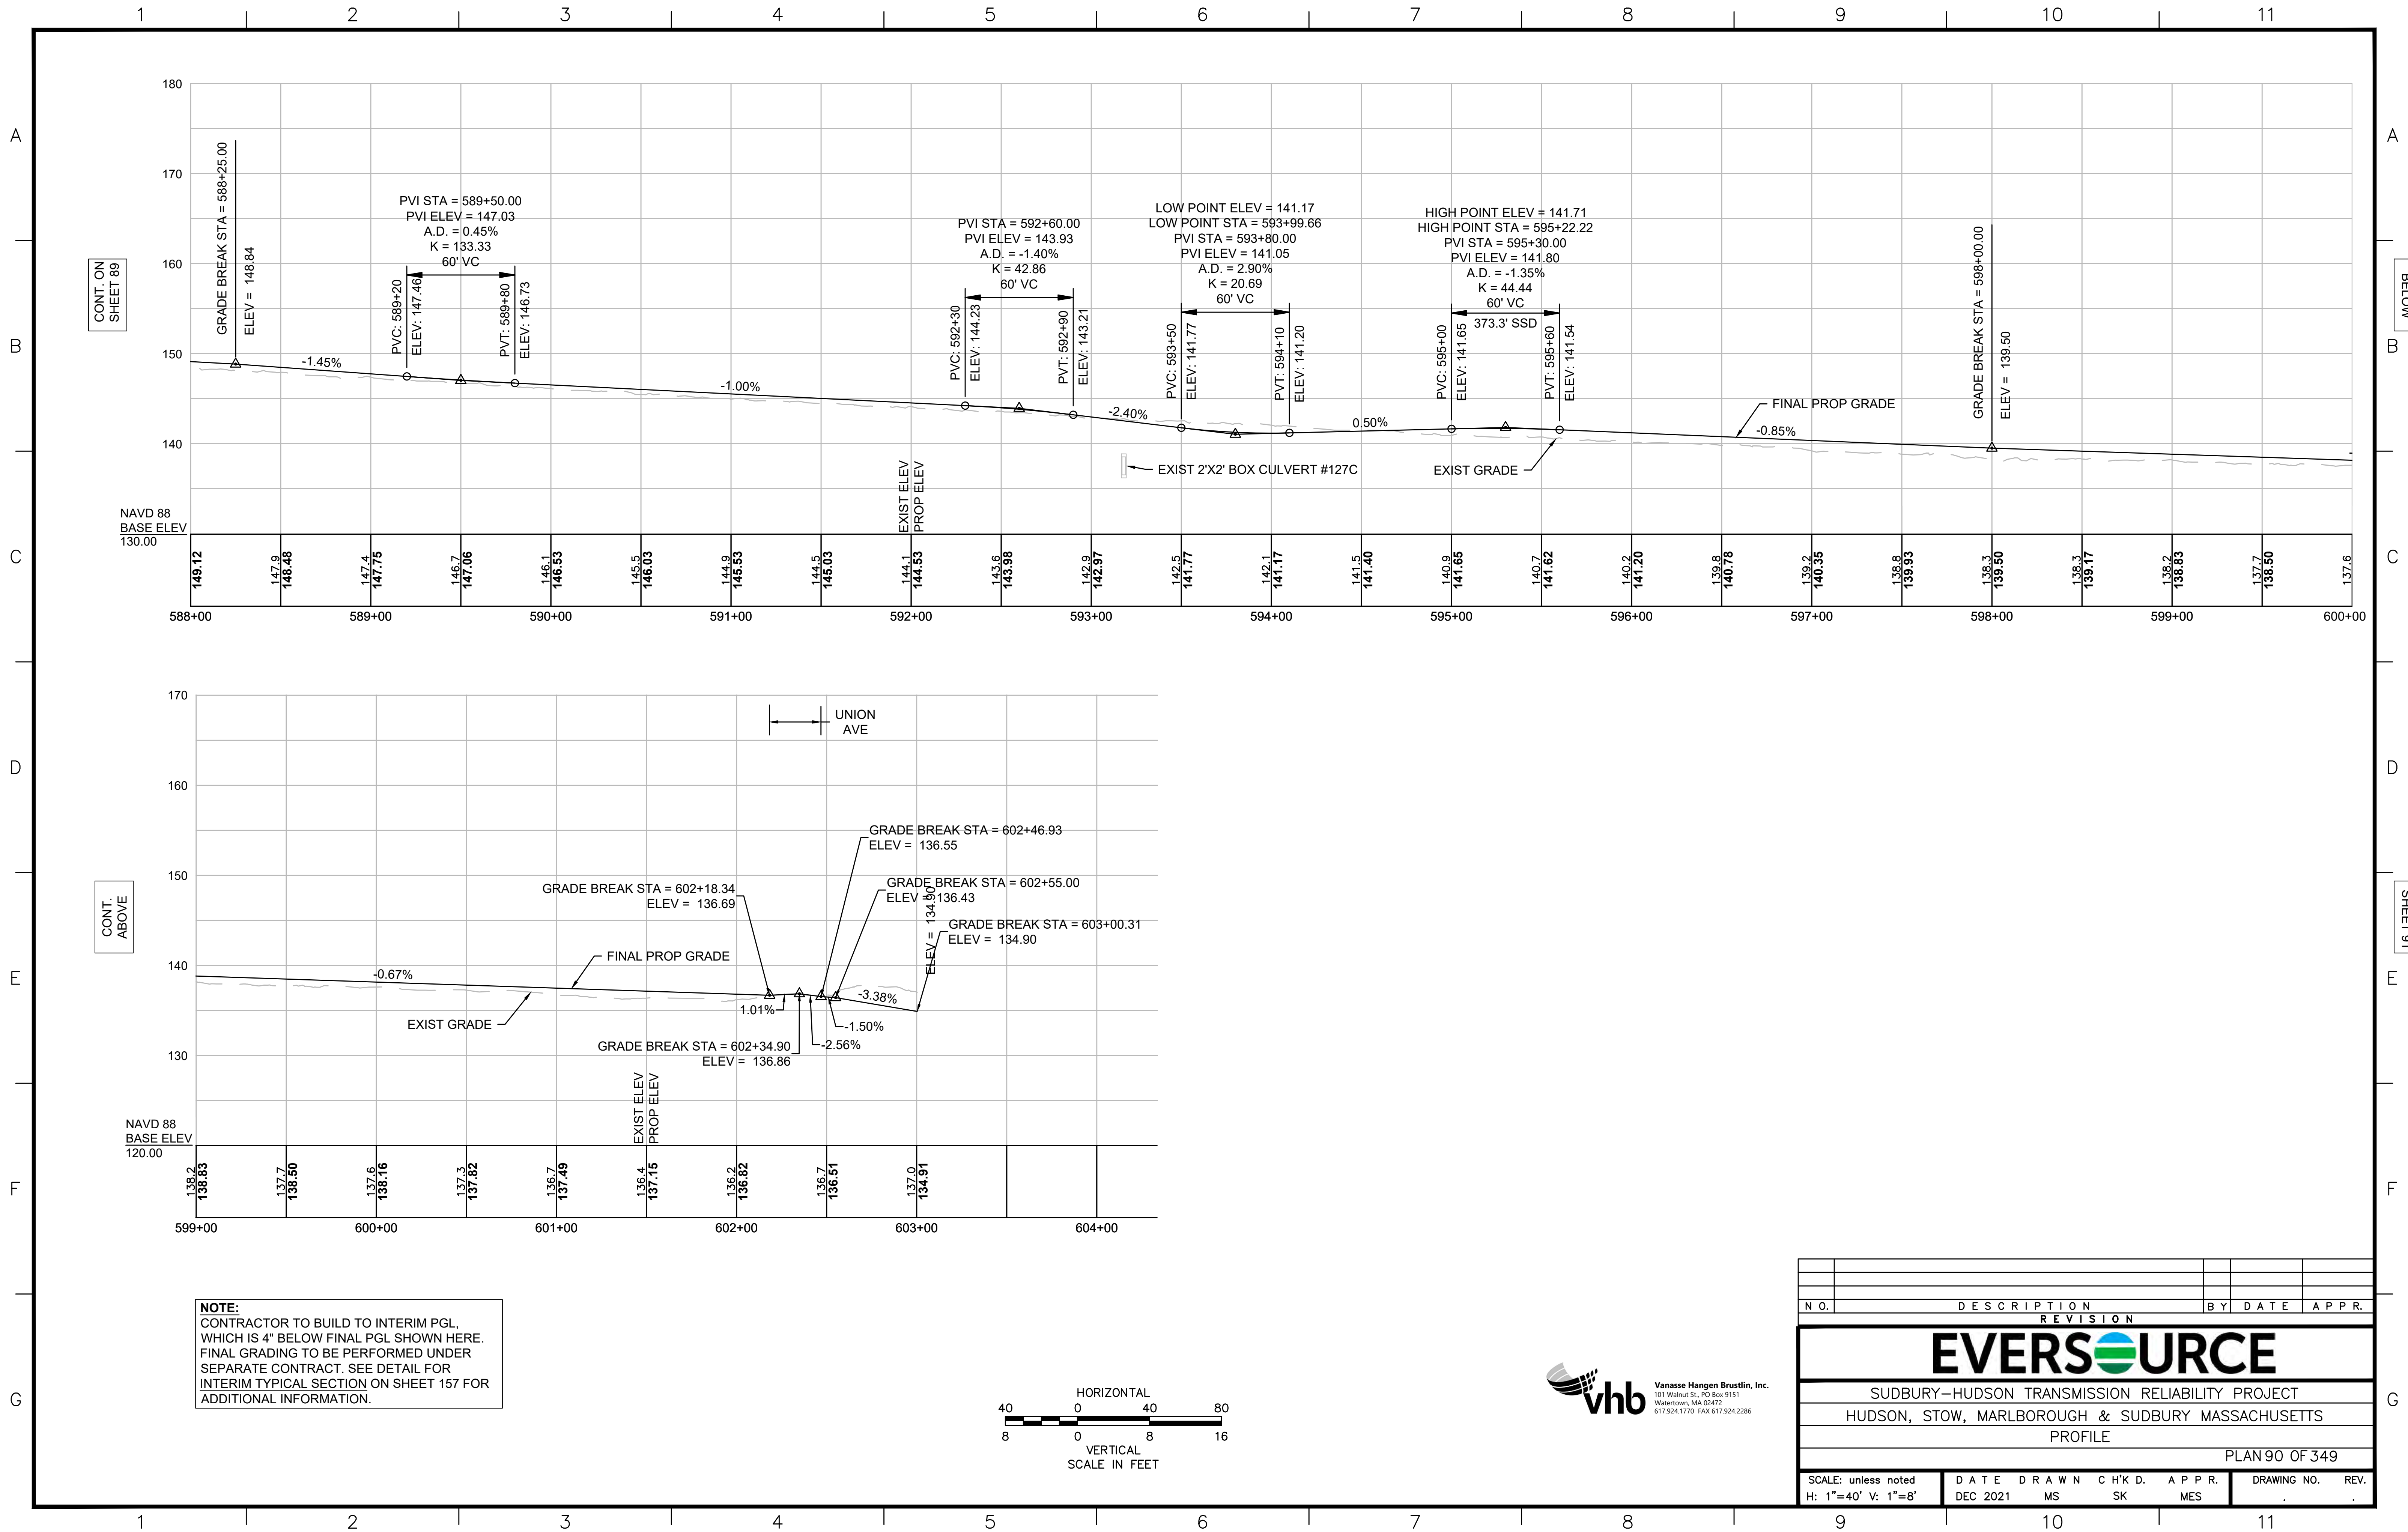 1 2 3 4 5 6 7 8 9 10 11
A
B
C
D
E
F
G
A
B
C
D
E
F
G
180
170
160
150
140
CONT. ON
SHEET 89
BELOW
GRADE BREAK STA = 588+25.00
ELEV = 148.84
-1.45%
PVI STA = 589+50.00
PVI ELEV = 147.03
A.D. = 0.45%
K = 133.33
60' VC
PVC: 589+20
ELEV: 147.46
PVT: 589+80
ELEV: 146.73
-1.00%
PVI STA = 592+60.00
PVI ELEV = 143.93
A.D. = -1.40%
K = 42.86
60' VC
PVC: 592+30
ELEV: 144.23
PVT: 592+90
ELEV: 143.21
-2.40%
LOW POINT ELEV = 141.17
LOW POINT STA = 593+99.66
PVI STA = 593+80.00
PVI ELEV = 141.05
A.D. = 2.90%
K = 20.69
60' VC
PVC: 593+50
ELEV: 141.77
PVT: 594+10
ELEV: 141.20
0.50%
HIGH POINT ELEV = 141.71
HIGH POINT STA = 595+22.22
PVI STA = 595+30.00
PVI ELEV = 141.80
A.D. = -1.35%
K = 44.44
60' VC
373.3' SSD
PVC: 595+00
ELEV: 141.65
PVT: 595+60
ELEV: 141.54
FINAL PROP GRADE
-0.85%
GRADE BREAK STA = 598+00.00
ELEV = 139.50
EXIST 2'X2' BOX CULVERT #127C
EXIST GRADE
EXIST ELEV
PROP ELEV
NAVD 88
BASE ELEV
130.00
149.12
147.9 148.48
147.4 147.75
146.7 147.06
146.1 146.53
145.5 146.03
144.9 145.53
144.5 145.03
144.1 144.53
143.6 143.98
142.9 142.97
142.5 141.77
142.1 141.17
141.5 141.40
140.9 141.65
140.7 141.62
140.2 141.20
139.8 140.78
139.2 140.35
138.8 139.93
138.3 139.50
138.3 139.17
138.2 138.83
137.7 138.50
137.6
588+00 589+00 590+00 591+00 592+00 593+00 594+00 595+00 596+00 597+00 598+00 599+00 600+00
170
160
150
140
130
CONT.
ABOVE
SHEET 91
UNION
AVE
GRADE BREAK STA = 602+46.93
ELEV = 136.55
GRADE BREAK STA = 602+18.34
ELEV = 136.69
GRADE BREAK STA = 602+55.00
ELEV = 136.43
ELEV = 134.90
GRADE BREAK STA = 603+00.31
ELEV = 134.90
-0.67%
FINAL PROP GRADE
EXIST GRADE
1.01%
-3.38%
-1.50%
-2.56%
GRADE BREAK STA = 602+34.90
ELEV = 136.86
EXIST ELEV
PROP ELEV
NAVD 88
BASE ELEV
120.00
138.2 138.83
137.7 138.50
137.6 138.16
137.3 137.82
136.7 137.49
136.4 137.15
136.2 136.82
136.7 136.51
137.0 134.91
599+00 600+00 601+00 602+00 603+00 604+00
NOTE:
CONTRACTOR TO BUILD TO INTERIM PGL,
WHICH IS 4" BELOW FINAL PGL SHOWN HERE.
FINAL GRADING TO BE PERFORMED UNDER
SEPARATE CONTRACT. SEE DETAIL FOR
INTERIM TYPICAL SECTION ON SHEET 157 FOR
ADDITIONAL INFORMATION.
HORIZONTAL
40 0 40 80
8 0 8 16
VERTICAL
SCALE IN FEET
vhb
Vanasse Hangen Brustlin, Inc.
101 Walnut St., PO Box 9151
Watertown, MA 02472
617.924.1770 FAX 617.924.2286
NO. DESCRIPTION BY DATE APPR.
REVISION
EVERSOURCE
SUDBURY-HUDSON TRANSMISSION RELIABILITY PROJECT
HUDSON, STOW, MARLBOROUGH & SUDBURY MASSACHUSETTS
PROFILE
PLAN 90 OF 349
SCALE: unless noted
H: 1"=40' V: 1"=8'
DATE DRAWN CH'K D. APPR.
DEC 2021 MS SK MES
DRAWING NO. REV.
. .
1 2 3 4 5 6 7 8 9 10 11